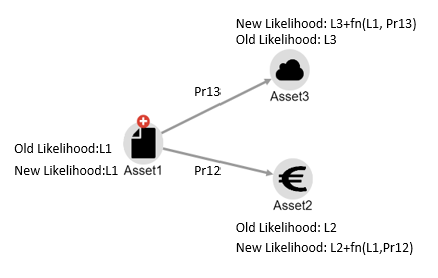 New Likelihood: L3+fn(L1, Pr13)
Old Likelihood: L3
Pr13
Asset3
Old Likelihood:L1
New Likelihood:L1
Asset1
Pr12
€
Asset2
Old Likelihood: L2
New Likelihood: L2+fn(L1,Pr12)